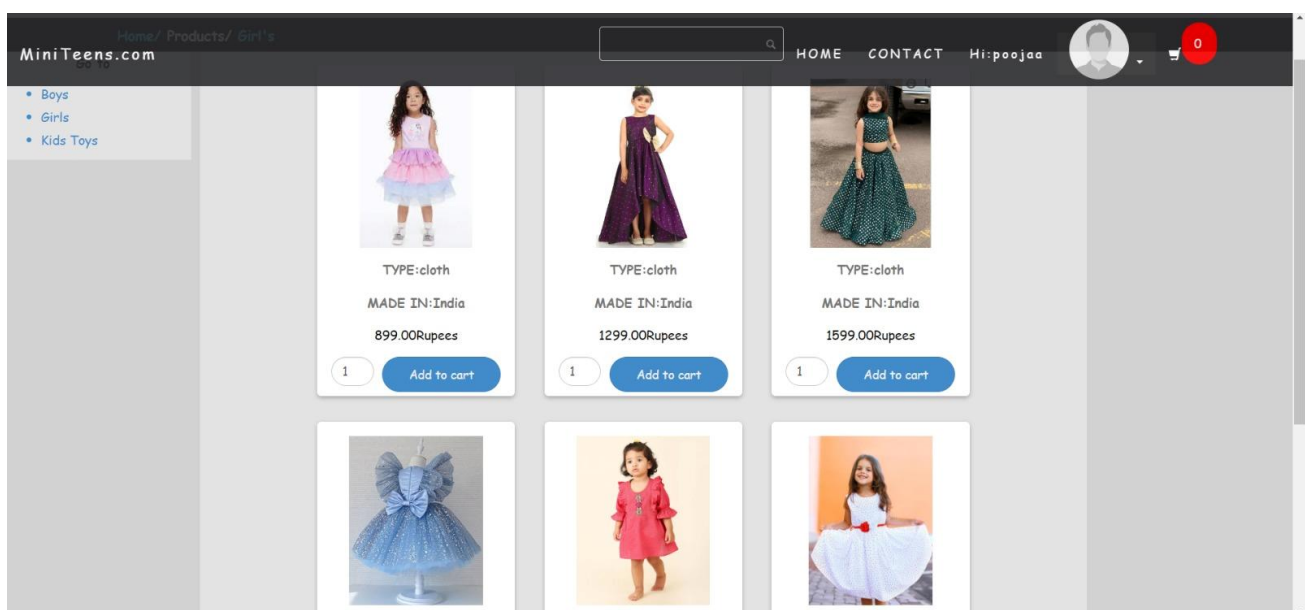 Home/ Products/ Girl's
MiniTeens.com
HOME CONTACT Hi:poojaa 0
Go To
Boys
Girls
Kids Toys
TYPE:cloth TYPE:cloth TYPE:cloth
MADE IN:India MADE IN:India MADE IN:India
899.00Rupees 1299.00Rupees 1599.00Rupees
1 Add to cart 1 Add to cart 1 Add to cart